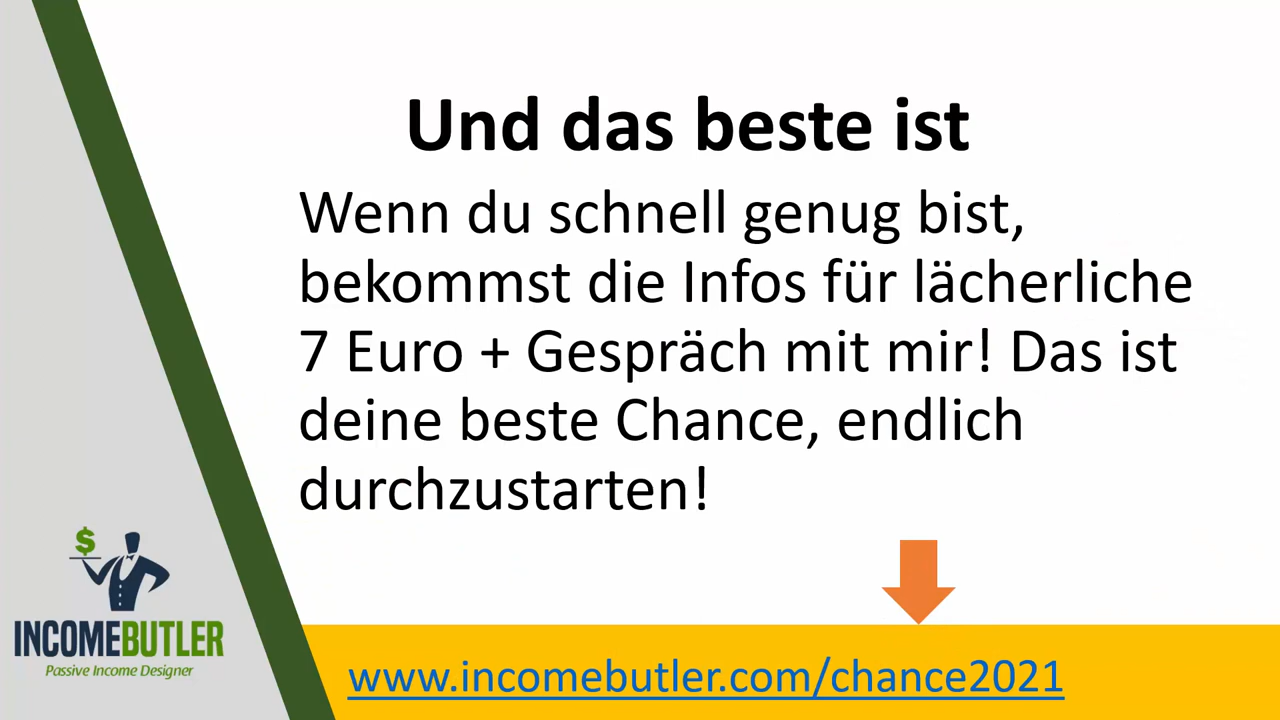 Und das beste ist
Wenn du schnell genug bist,
bekommst die Infos für lächerliche
7 Euro + Gespräch mit mir! Das ist
deine beste Chance, endlich
durchzustarten!
$
INCOMEBUTLER
Passive Income Designer
www.incomebutler.com/chance2021